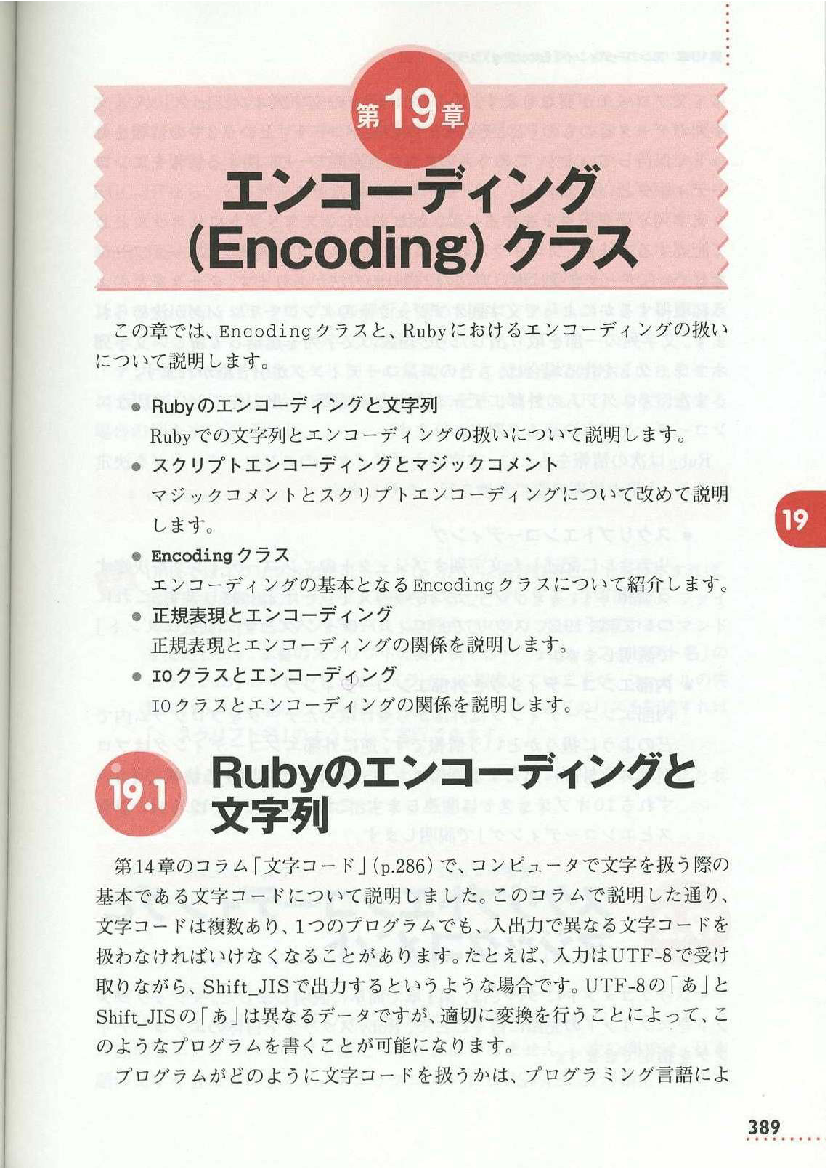 第19章
エンコーディング
(Encoding) クラス
この章では、Encodingクラスと、Rubyにおけるエンコーディングの扱い
について説明します。
● Rubyのエンコーディングと文字列
Rubyでの文字列とエンコーディングの扱いについて説明します。
● スクリプトエンコーディングとマジックコメント
マジックコメントとスクリプトエンコーディングについて改めて説明
します。
● Encodingクラス
エンコーディングの基本となるEncodingクラスについて紹介します。
● 正規表現とエンコーディング
正規表現とエンコーディングの関係を説明します。
● IOクラスとエンコーディング
IOクラスとエンコーディングの関係を説明します。
19
19.1 Rubyのエンコーディングと
文字列
第14章のコラム「文字コード」(p.286)で、コンピュータで文字を扱う際の
基本である文字コードについて説明しました。このコラムで説明した通り、
文字コードは複数あり、1つのプログラムでも、入出力で異なる文字コードを
扱わなければいけなくなることがあります。たとえば、入力はUTF-8で受け
取りながら、Shift_JISで出力するというような場合です。UTF-8の「あ」と
Shift_JISの「あ」は異なるデータですが、適切に変換を行うことによって、こ
のようなプログラムを書くことが可能になります。
プログラムがどのように文字コードを扱うかは、プログラミング言語によ
389